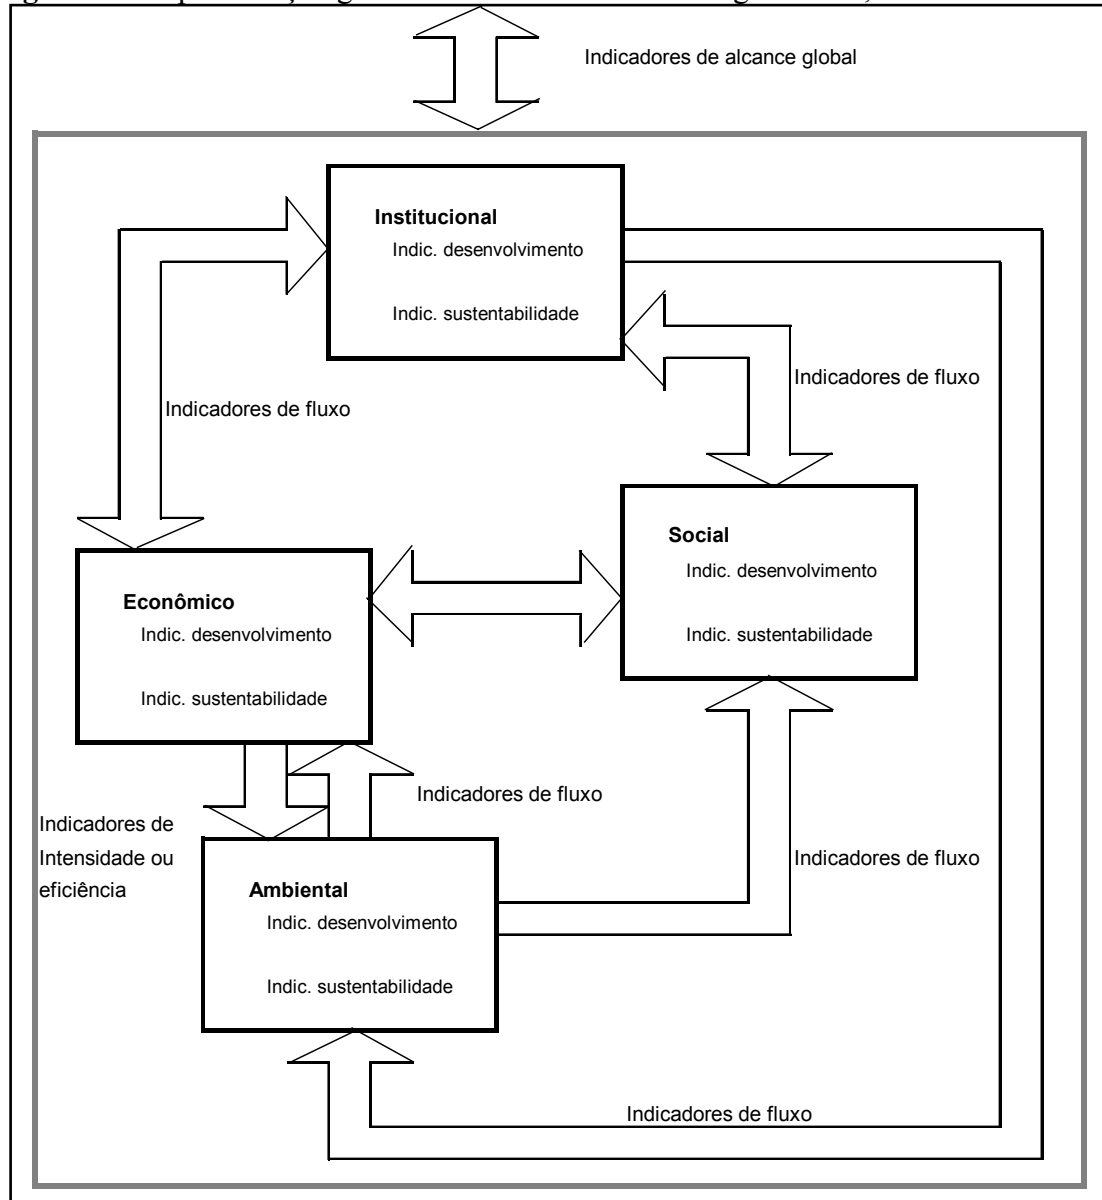 Indicadores de alcance global
Institucional
Indic. desenvolvimento
Indic. sustentabilidade
Indicadores de fluxo
Indicadores de fluxo
Social
Indic. desenvolvimento
Indic. sustentabilidade
Econômico
Indic. desenvolvimento
Indic. sustentabilidade
Indicadores de fluxo
Indicadores de
Intensidade ou
eficiência
Indicadores de fluxo
Ambiental
Indic. desenvolvimento
Indic. sustentabilidade
Indicadores de fluxo